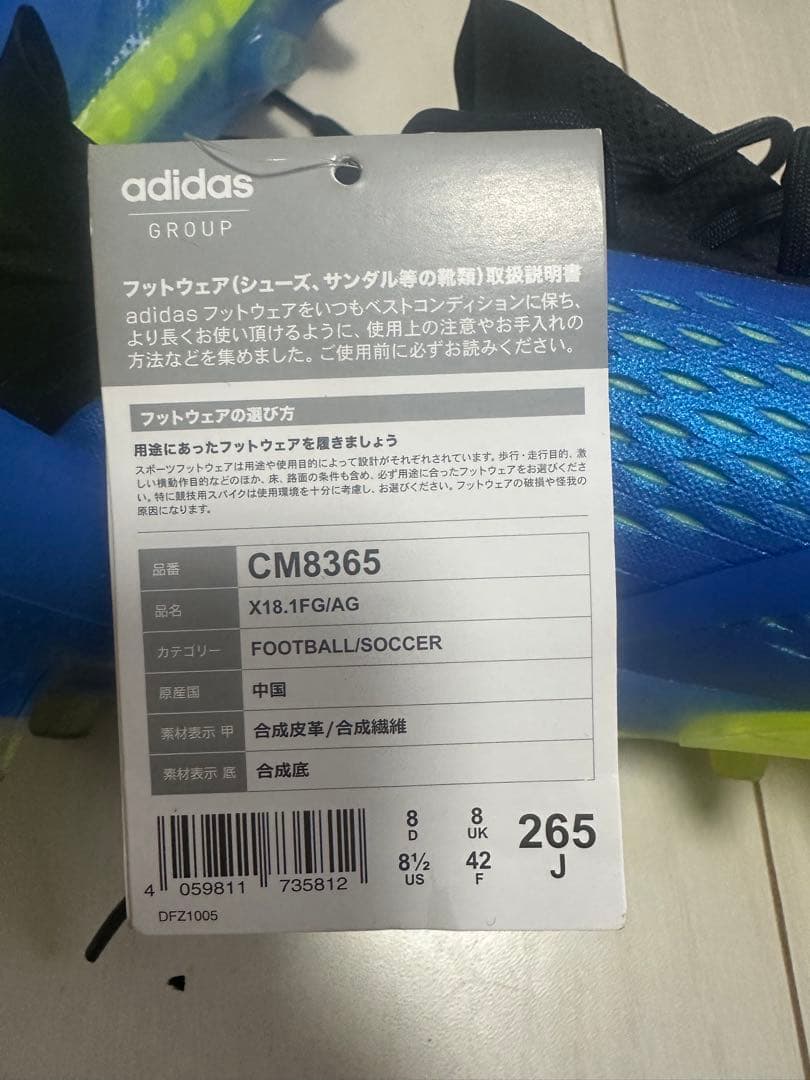 adidas
GROUP
フットウェア(シューズ、サンダル等の靴類)取扱説明書
adidas フットウェアをいつもベストコンディションに保ち、
より長くお使い頂けるように、使用上の注意やお手入れの
方法などを集めました。ご使用前に必ずお読みください。
フットウェアの選び方
用途にあったフットウェアを履きましょう
スポーツフットウェアは用途や使用目的によって設計がそれぞれされています。歩行・走行目的、激
しい横動作目的などのほか、床、路面の条件も含め、必ず用途に合ったフットウェアをお選びくださ
い。特に競技用スパイクは使用環境を十分に考慮し、お選びください。フットウェアの破損や怪我の
原因になります。
品番 CM8365
品名 X18.1FG/AG
カテゴリー FOOTBALL/SOCCER
原産国 中国
素材表示 甲 合成皮革/合成繊維
素材表示 底 合成底
8 D 8 UK 265 J
8½ US 42 F
4 059811 735812
DFZ1005